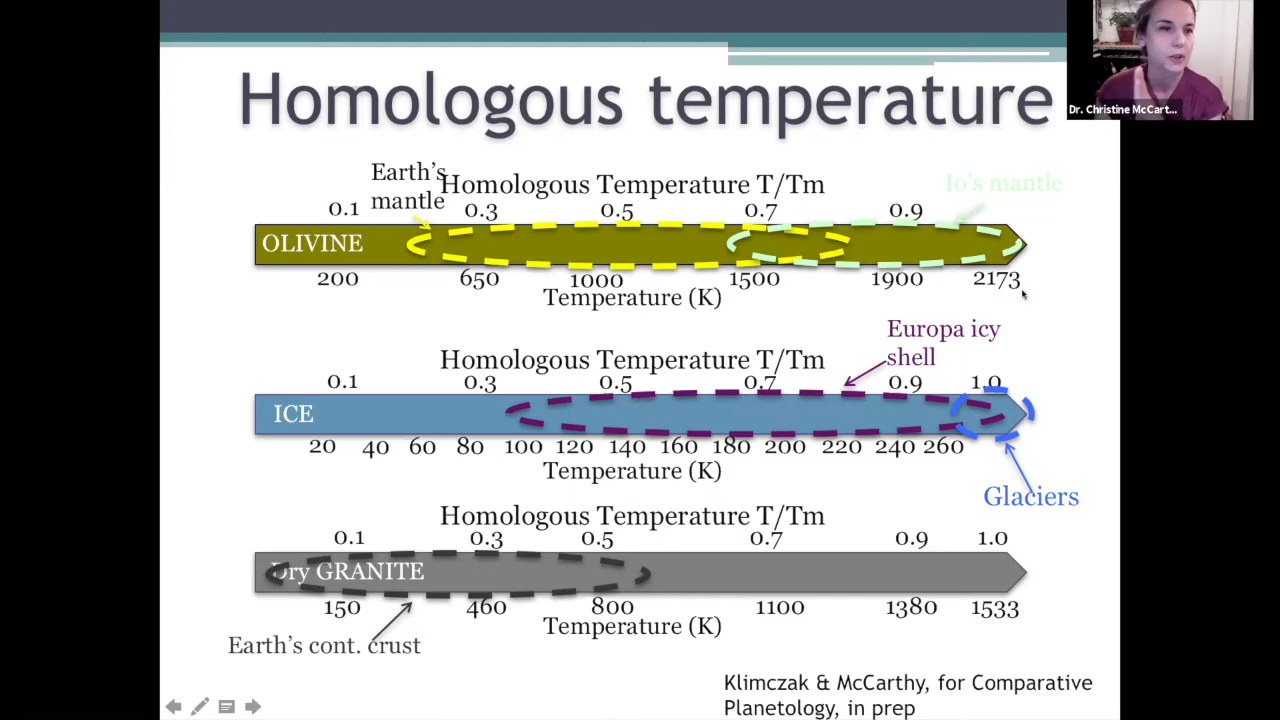 Dr. Christine McCart...
Homologous temperature
Earth's
mantle
Homologous Temperature T/Tm
Io's mantle
0.1 0.3 0.5 0.7 0.9
OLIVINE
200 650 1000 1500 1900 2173
Temperature (K)
Europa icy
shell
Homologous Temperature T/Tm
0.1 0.3 0.5 0.7 0.9 1.0
ICE
20 40 60 80 100 120 140 160 180 200 220 240 260
Temperature (K)
Glaciers
Homologous Temperature T/Tm
0.1 0.3 0.5 0.7 0.9 1.0
Dry GRANITE
150 460 800 1100 1380 1533
Temperature (K)
Earth's cont. crust
Klimczak & McCarthy, for Comparative
Planetology, in prep